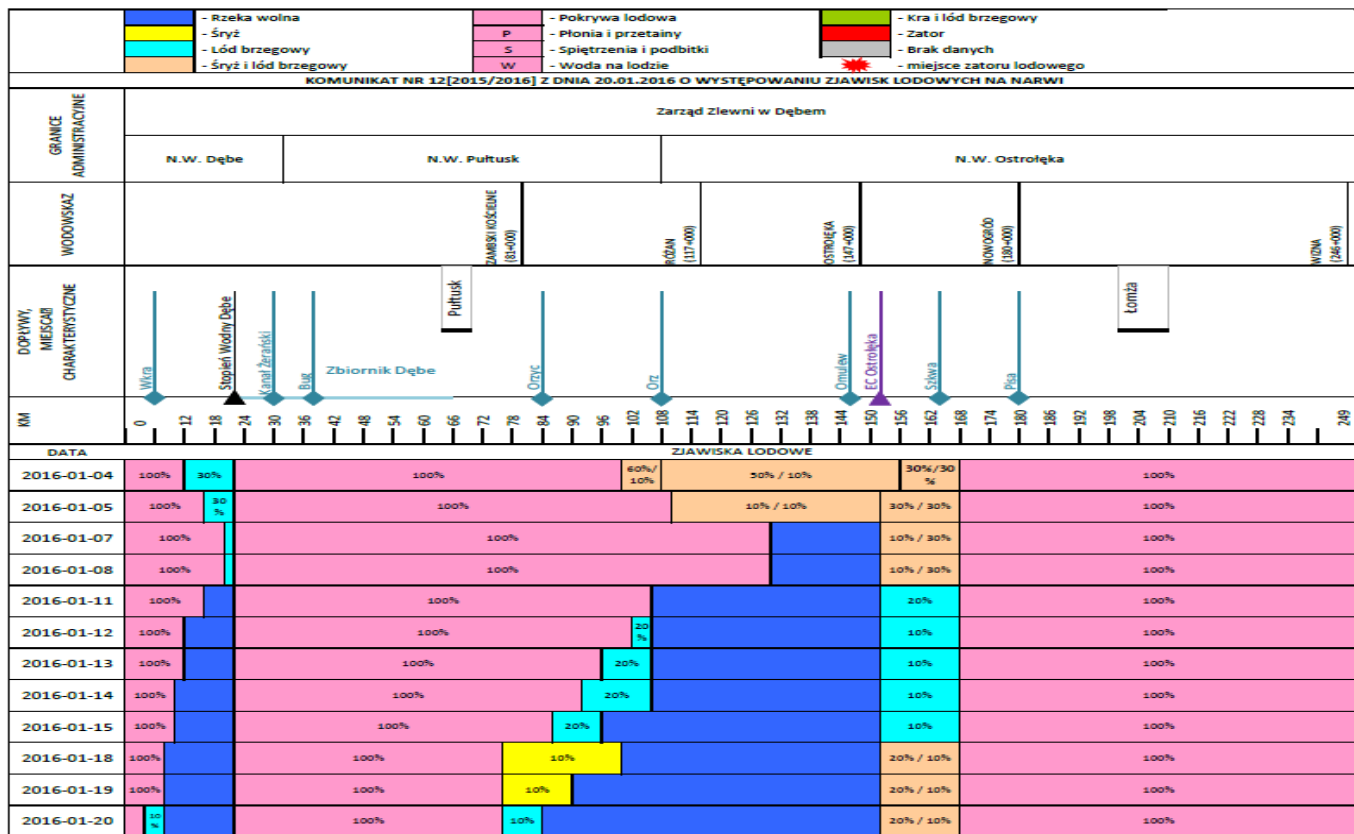 - Rzeka wolna - Pokrywa lodowa - Kra i lód brzegowy
- Śryż P - Płonia i przetainy - Zator
- Lód brzegowy S - Spiętrzenia i podbitki - Brak danych
- Śryż i lód brzegowy W - Woda na lodzie - miejsce zatoru lodowego
KOMUNIKAT NR 12[2015/2016] Z DNIA 20.01.2016 O WYSTĘPOWANIU ZJAWISK LODOWYCH NA NARWI
GRANICE ADMINISTRACYJNE
Zarząd Zlewni w Dębem
N.W. Dębe N.W. Pułtusk N.W. Ostrołęka
WODOWSKAZ
ZAMBSKI KOŚCIELNE (81+000)
RÓŻAN (117+000)
OSTROŁĘKA (147+000)
NOWOGRÓD (180+000)
WIZNA (246+000)
DOPŁYWY, MIEJSCA CHARAKTERYSTYCZNE
Wkra
Stopień Wodny Dębe
Kanał Żerański
Bug
Zbiornik Dębe
Pułtusk
Orzyc
Orz
Omulew
EC Ostrołęka
Szkwa
Pisa
Łomża
KM 0 12 18 24 30 36 42 48 54 60 66 72 78 84 90 96 102 108 114 120 126 132 138 144 150 156 162 168 174 180 186 192 198 204 210 216 222 228 234 249
DATA ZJAWISKA LODOWE
2016-01-04 100% 30% 100% 60%/10% 50% / 10% 30%/30% 100%
2016-01-05 100% 30% 100% 10% / 10% 30% / 30% 100%
2016-01-07 100% 100% 10% / 30% 100%
2016-01-08 100% 100% 10% / 30% 100%
2016-01-11 100% 100% 20% 100%
2016-01-12 100% 100% 20% 10% 100%
2016-01-13 100% 100% 20% 10% 100%
2016-01-14 100% 100% 20% 10% 100%
2016-01-15 100% 100% 20% 10% 100%
2016-01-18 100% 100% 10% 20% / 10% 100%
2016-01-19 100% 100% 10% 20% / 10% 100%
2016-01-20 10% 100% 10% 20% / 10% 100%